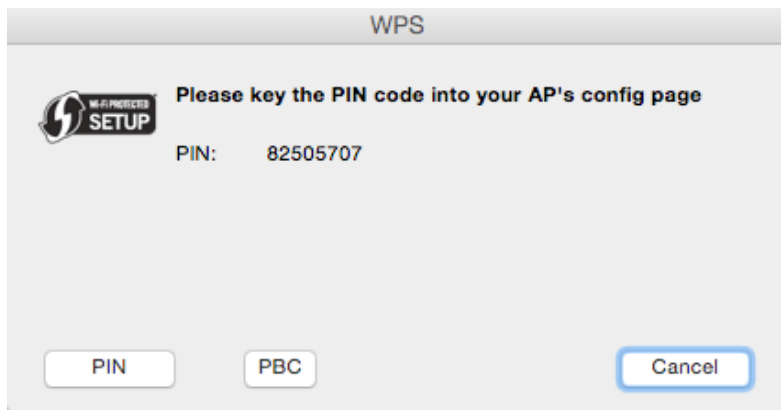 WPS
WI-FI PROTECTED
SETUP
Please key the PIN code into your AP's config page
PIN: 82505707
PIN PBC Cancel